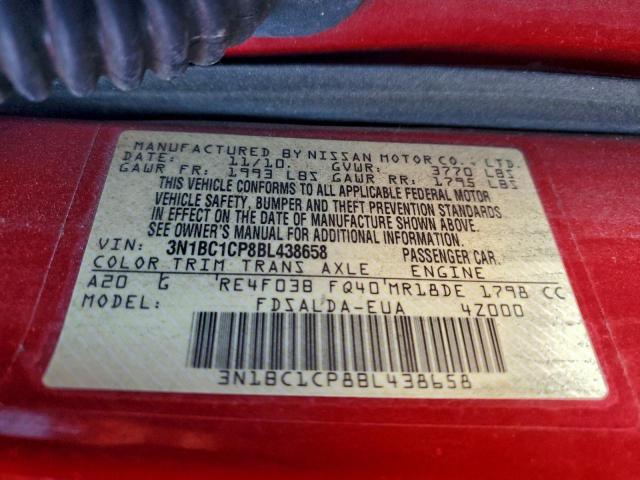 MANUFACTURED BY NISSAN MOTOR CO., LTD.
DATE: 11/10. GVWR: 3770 LBS
GAWR FR: 1993 LBS GAWR RR: 1795 LBS
THIS VEHICLE CONFORMS TO ALL APPLICABLE FEDERAL MOTOR
VEHICLE SAFETY, BUMPER AND THEFT PREVENTION STANDARDS
IN EFFECT ON THE DATE OF MANUFACTURE SHOWN ABOVE.
SEE OWNER'S MANUAL FOR ADDITIONAL INFORMATION.
VIN: 3N1BC1CP8BL438658 PASSENGER CAR.
COLOR TRIM TRANS AXLE ENGINE
A20 G RE4F03B FQ40 MR18DE 1798 CC
MODEL: FDSALDA-EUA 4Z000
3N1BC1CP8BL438658